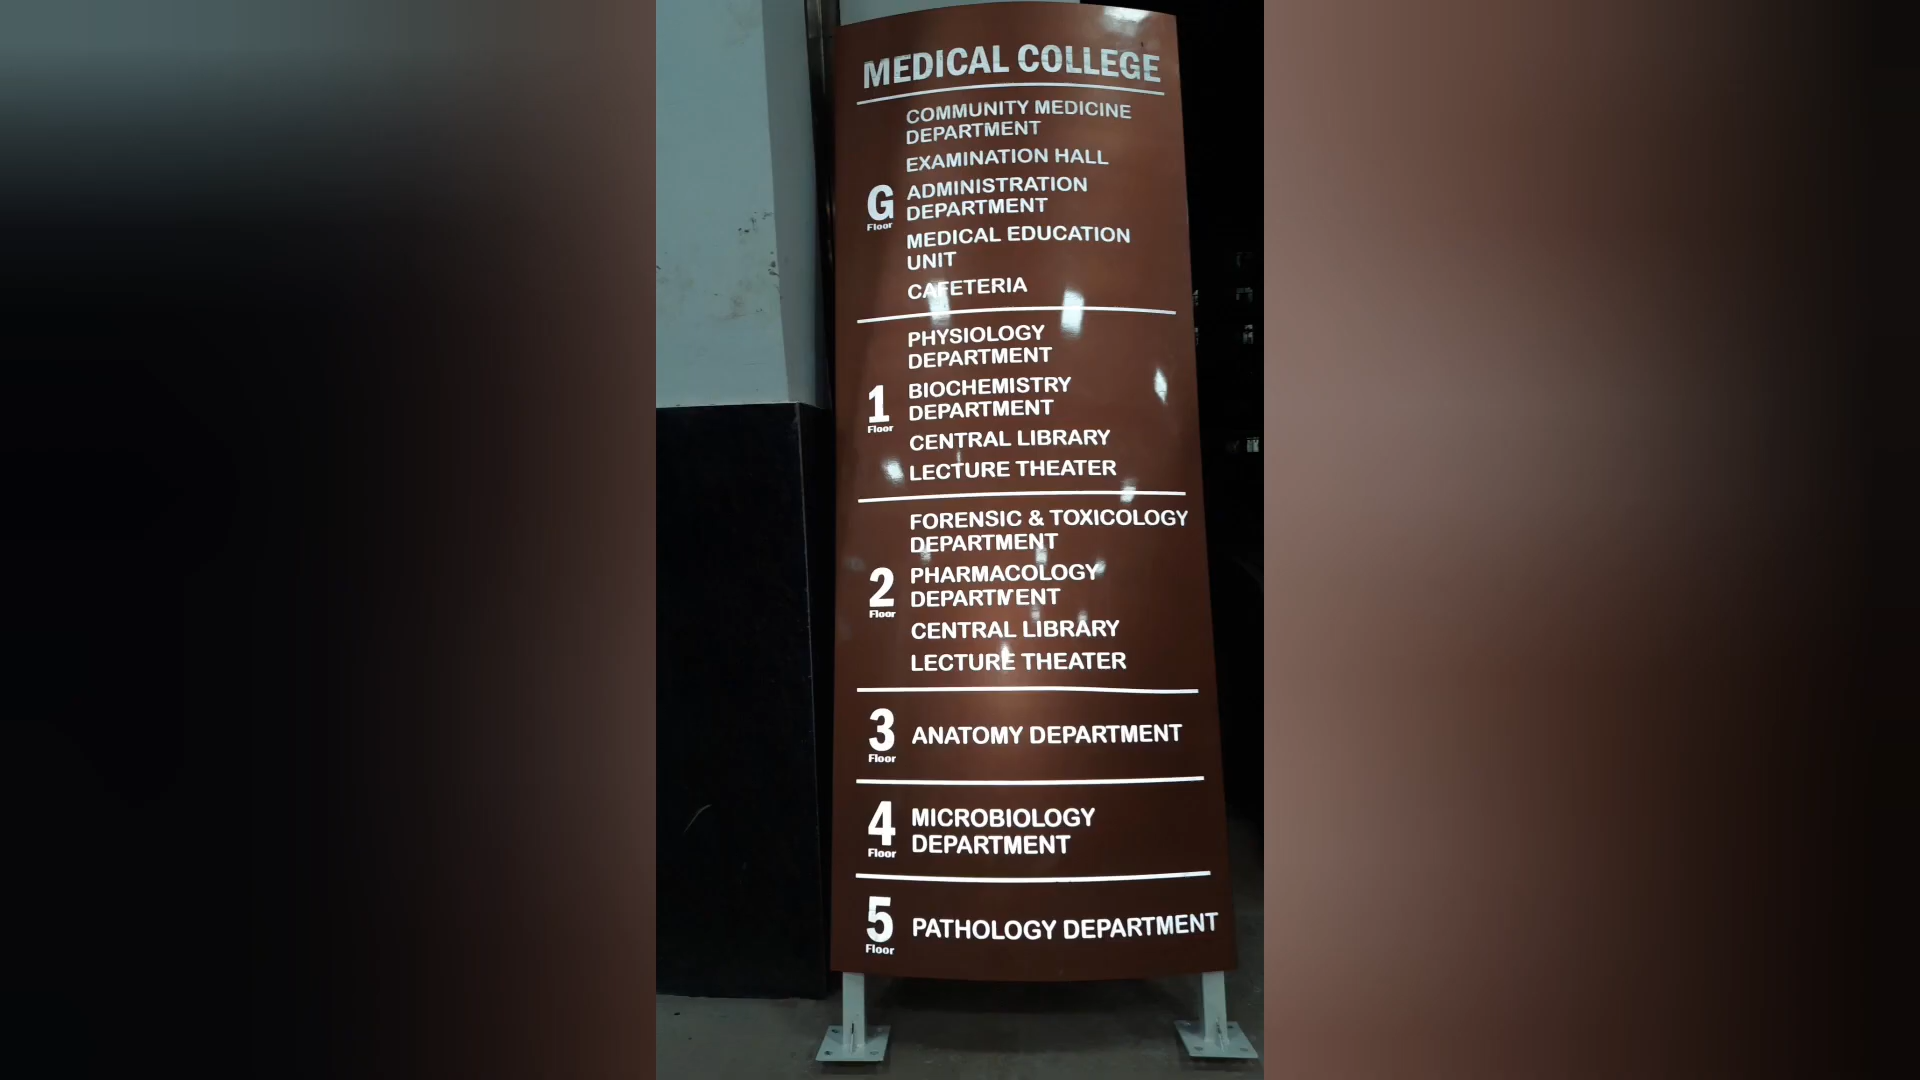 MEDICAL COLLEGE
COMMUNITY MEDICINE
DEPARTMENT
EXAMINATION HALL
G
Floor
ADMINISTRATION
DEPARTMENT
MEDICAL EDUCATION
UNIT
CAFETERIA
PHYSIOLOGY
DEPARTMENT
1
Floor
BIOCHEMISTRY
DEPARTMENT
CENTRAL LIBRARY
LECTURE THEATER
FORENSIC & TOXICOLOGY
DEPARTMENT
2
Floor
PHARMACOLOGY
DEPARTMENT
CENTRAL LIBRARY
LECTURE THEATER
3
Floor
ANATOMY DEPARTMENT
4
Floor
MICROBIOLOGY
DEPARTMENT
5
Floor
PATHOLOGY DEPARTMENT